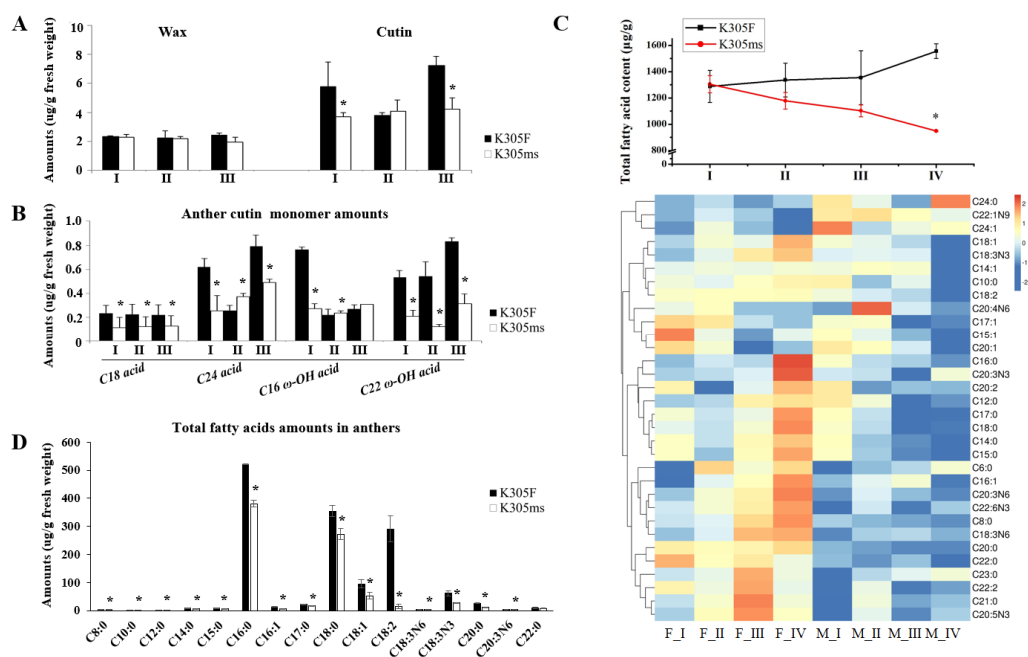 A
Wax
Cutin
Amounts (ug/g fresh weight)
10
8
6
4
2
0
*
*
K305F
K305ms
I
II
III
I
II
III
B
Anther cutin monomer amounts
Amounts (ug/g fresh weight)
1.0
0.8
0.6
0.4
0.2
0.0
* * *
* * *
* *
* * *
K305F
K305ms
I II III
I II III
I II III
I II III
C18 acid
C24 acid
C16 ω-OH acid
C22 ω-OH acid
C
K305F
K305ms
Total fatty acid cotent (µg/g)
1600
1400
1200
1000
800
0
*
I
II
III
IV
C24:0
C22:1N9
C24:1
C18:1
C18:3N3
C14:1
C10:0
C18:2
C20:4N6
C17:1
C15:1
C20:1
C16:0
C20:3N3
C20:2
C12:0
C17:0
C18:0
C14:0
C15:0
C6:0
C16:1
C20:3N6
C22:6N3
C8:0
C18:3N6
C20:0
C22:0
C23:0
C22:2
C21:0
C20:5N3
2
1
0
-1
-2
F_I F_II F_III F_IV M_I M_II M_III M_IV
D
Total fatty acids amounts in anthers
Amounts (ug/g fresh weight)
600
500
400
300
200
100
0
* * * * * * * * * * * * * *
K305F
K305ms
C8:0
C10:0
C12:0
C14:0
C15:0
C16:0
C16:1
C17:0
C18:0
C18:1
C18:2
C18:3N6
C18:3N3
C20:0
C20:3N6
C22:0